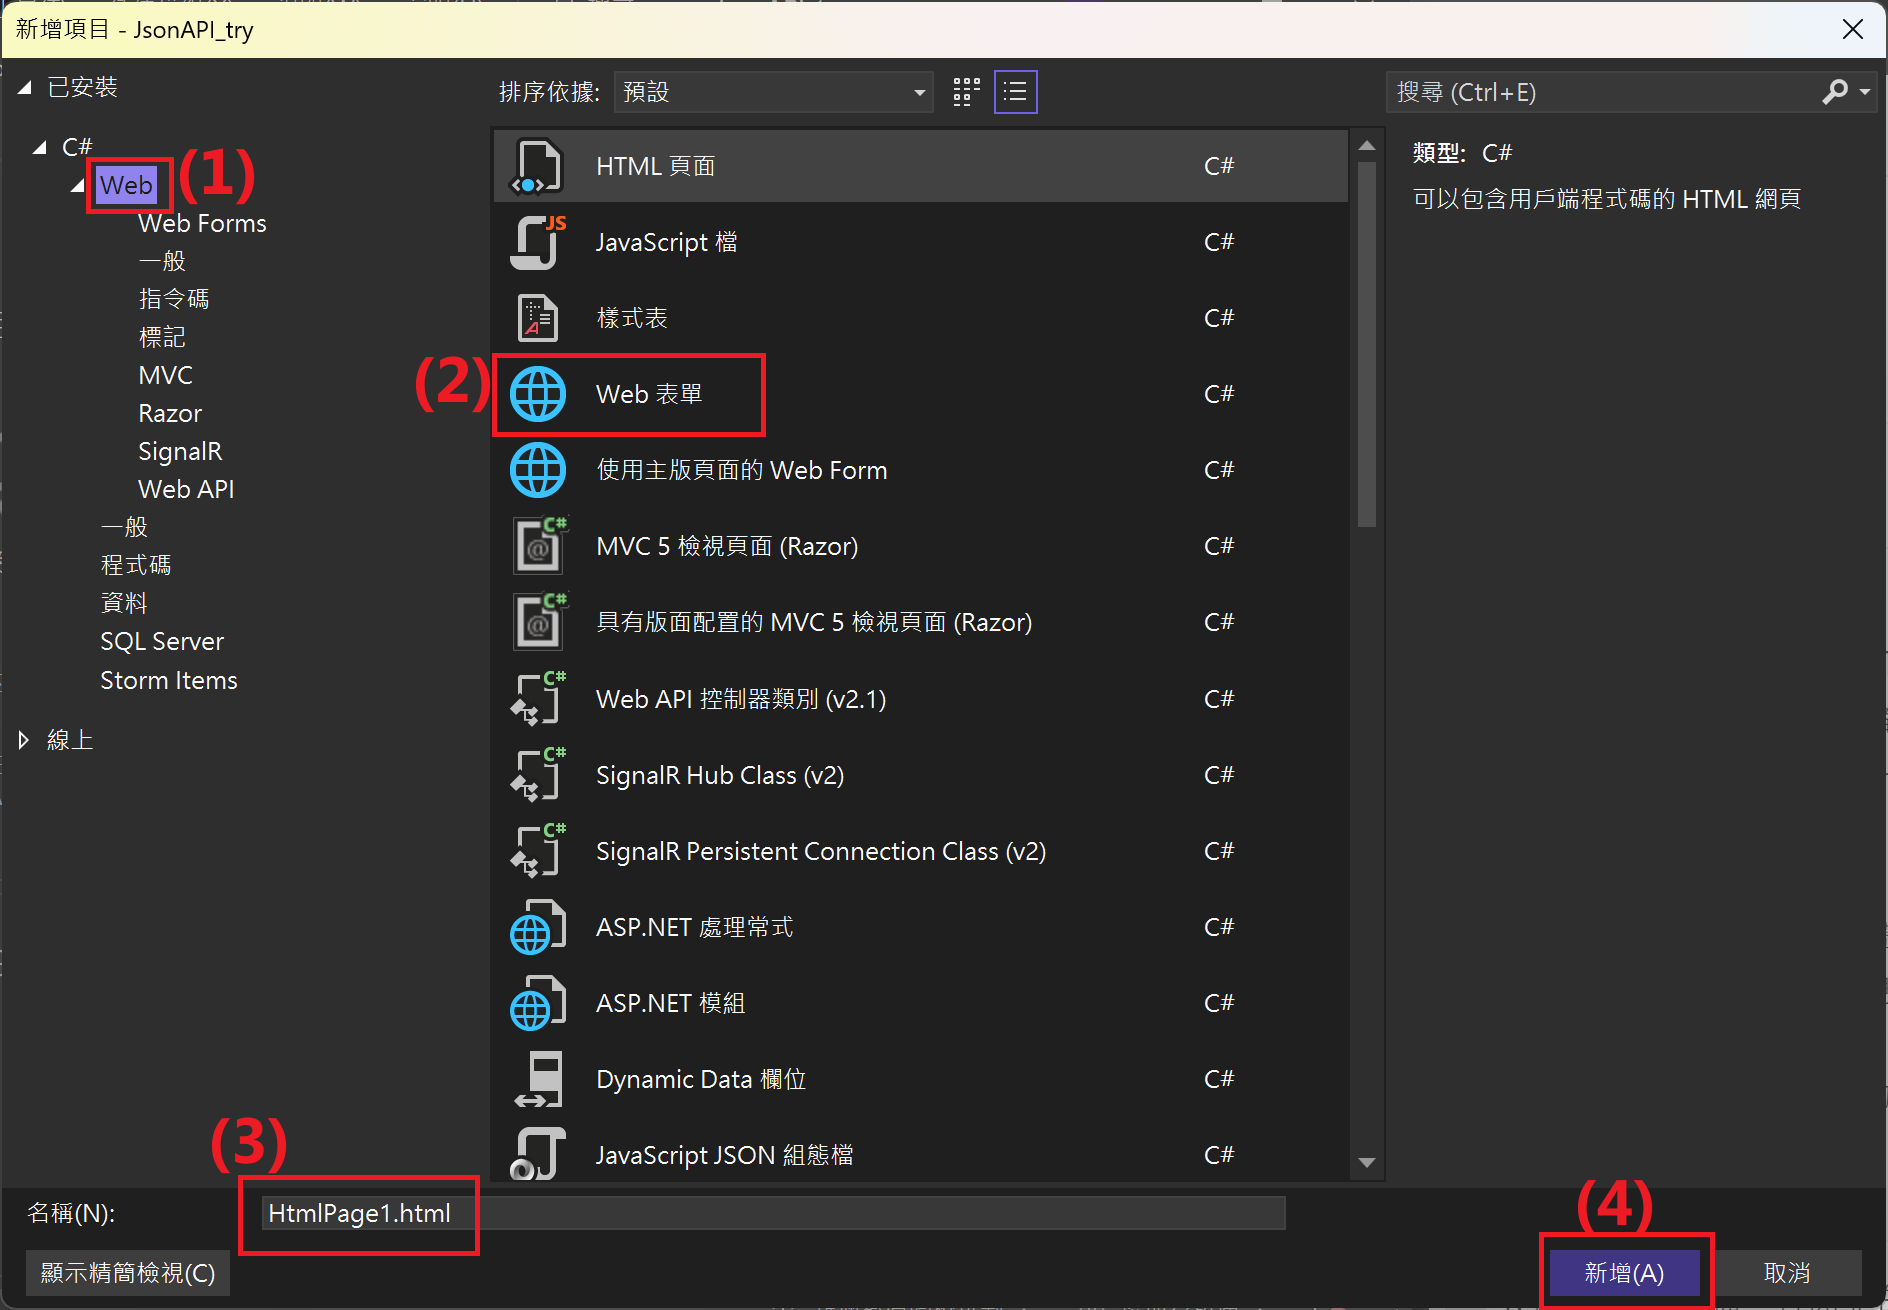 新增項目 - JsonAPI_try
已安裝
C#
Web
(1)
Web Forms
一般
指令碼
標記
MVC
Razor
SignalR
Web API
一般
程式碼
資料
SQL Server
Storm Items
線上
排序依據: 預設
HTML 頁面 C#
JavaScript 檔 C#
樣式表 C#
(2)
Web 表單 C#
使用主版頁面的 Web Form C#
MVC 5 檢視頁面 (Razor) C#
具有版面配置的 MVC 5 檢視頁面 (Razor) C#
Web API 控制器類別 (v2.1) C#
SignalR Hub Class (v2) C#
SignalR Persistent Connection Class (v2) C#
ASP.NET 處理常式 C#
ASP.NET 模組 C#
Dynamic Data 欄位 C#
JavaScript JSON 組態檔 C#
搜尋 (Ctrl+E)
類型: C#
可以包含用戶端程式碼的 HTML 網頁
(3)
名稱(N): HtmlPage1.html
(4)
顯示精簡檢視(C)
新增(A)
取消